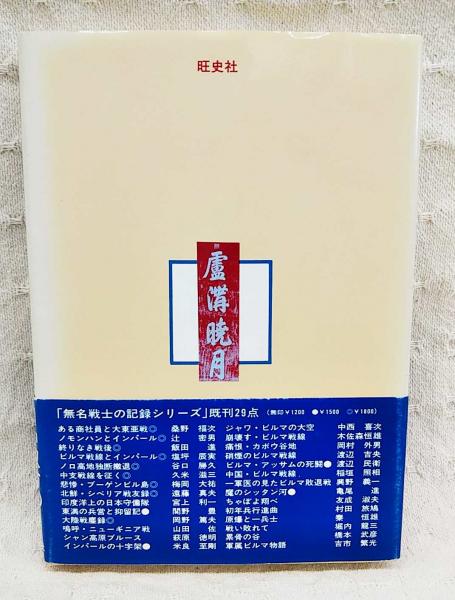 旺史社
盧溝暁月
「無名戦士の記録シリーズ」既刊29点 (無印¥1200 ●¥1500 ◎¥1800)
ある商社員と大東亜戦◎ 桑野 福次
ノモンハンとインパール◎ 辻 密男
終りなき戦後◎ 飯田 進
ビルマ戦線とインパール◎ 塩坪 辰実
ノロ高地独断撤退◎ 谷口 勝久
中支戦線を征く◎ 久米 滋三
悲惨・ブーゲンビル島◎ 梅岡 大祐
北鮮・シベリア戦友録◎ 遠藤 真夫
印度洋上の日本守備隊 宮上 利一
東満の兵営と抑留記● 間野 豊
大陸戦塵録◎ 岡野 篤夫
嗚呼・ニューギニア戦 山田 佐
シャン高原ブルース 萩原 徳明
インパールの十字架● 米良 至剛
ジャワ・ビルマの大空 中西 喜次
崩壊す・ビルマ戦線 木佐森恒雄
痛恨・カボウ谷地 岡村 外男
硝煙のビルマ戦線 渡辺 吉央
ビルマ・アッサムの死闘● 渡辺 民衛
中国・ビルマ戦線 稲垣 照相
一軍医の見たビルマ敗退戦 興野 義一
魔のシッタン河● 亀尾 進
ちゃぽよ翔べ 友成 淑夫
初年兵行進曲 村田 旅鳩
原爆と一兵士 秦 恒雄
戦い敗れて 堀内 龍三
黒骨の谷 橋本 武彦
軍属ビルマ物語 吉市 繁光